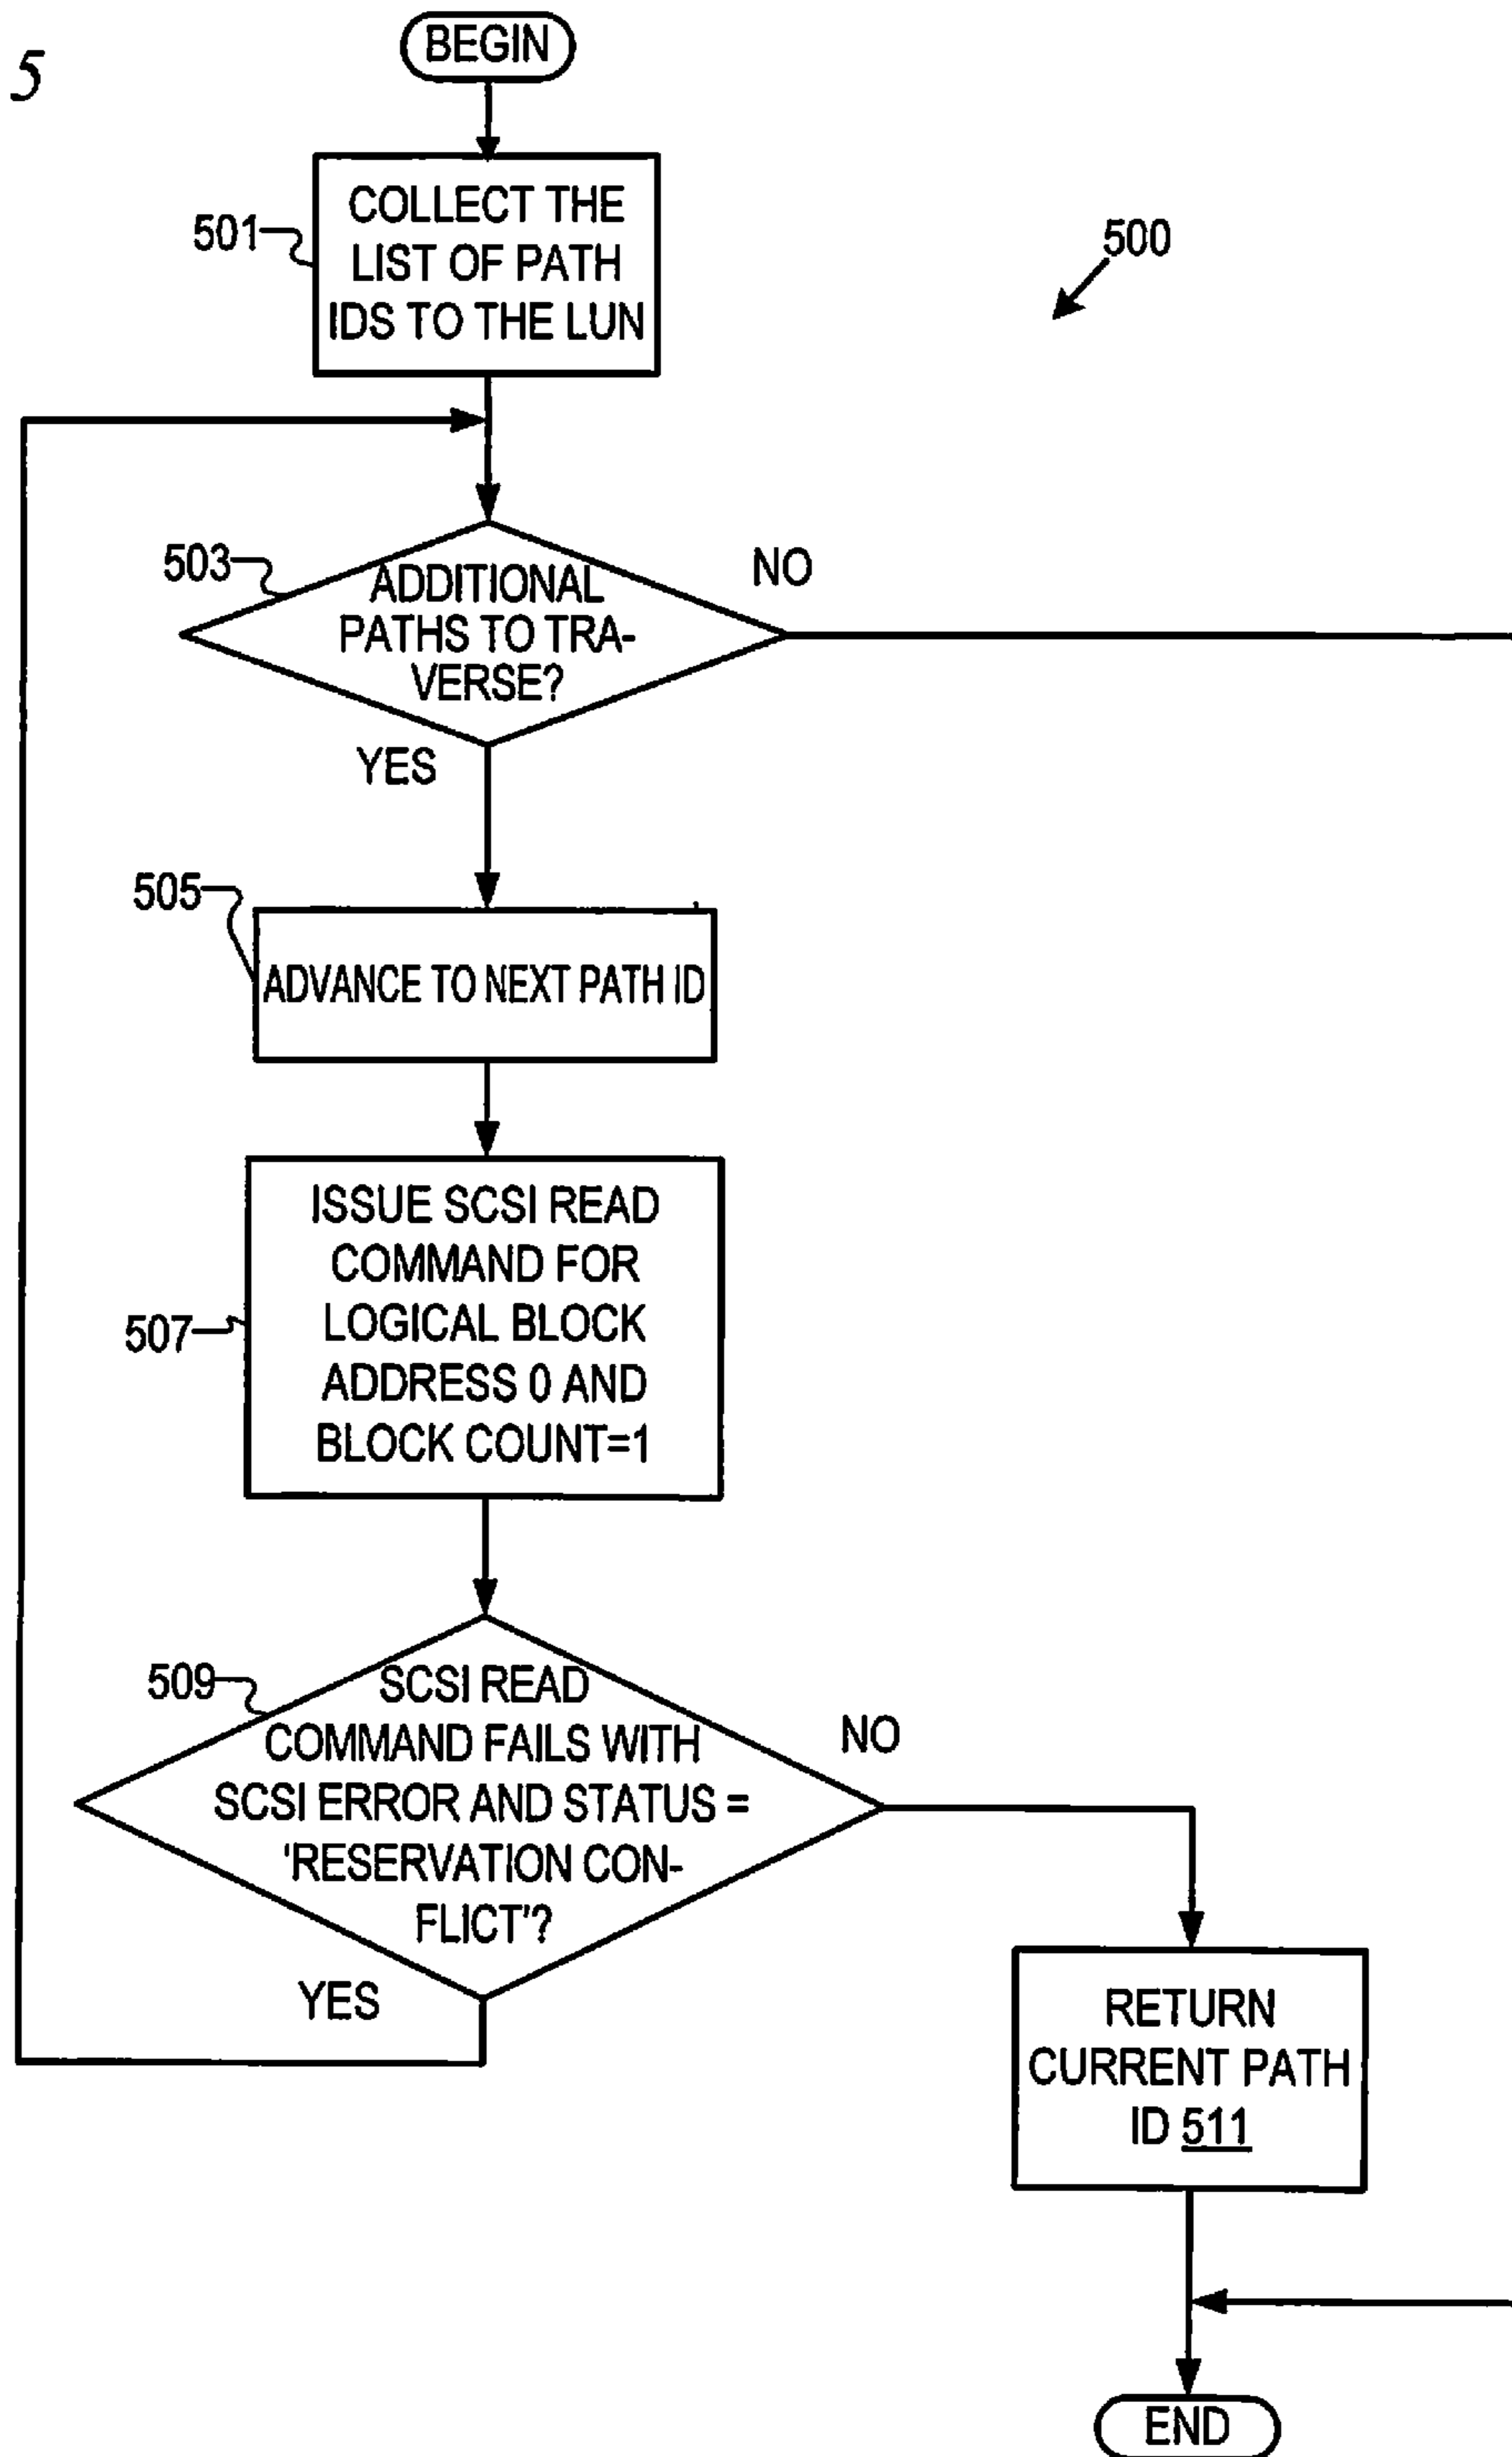 5
BEGIN
501
COLLECT THE
LIST OF PATH
IDS TO THE LUN
500
503
ADDITIONAL
PATHS TO TRA-
VERSE?
NO
YES
505
ADVANCE TO NEXT PATH ID
507
ISSUE SCSI READ
COMMAND FOR
LOGICAL BLOCK
ADDRESS 0 AND
BLOCK COUNT=1
509
SCSI READ
COMMAND FAILS WITH
SCSI ERROR AND STATUS =
'RESERVATION CON-
FLICT'?
NO
YES
RETURN
CURRENT PATH
ID 511
END